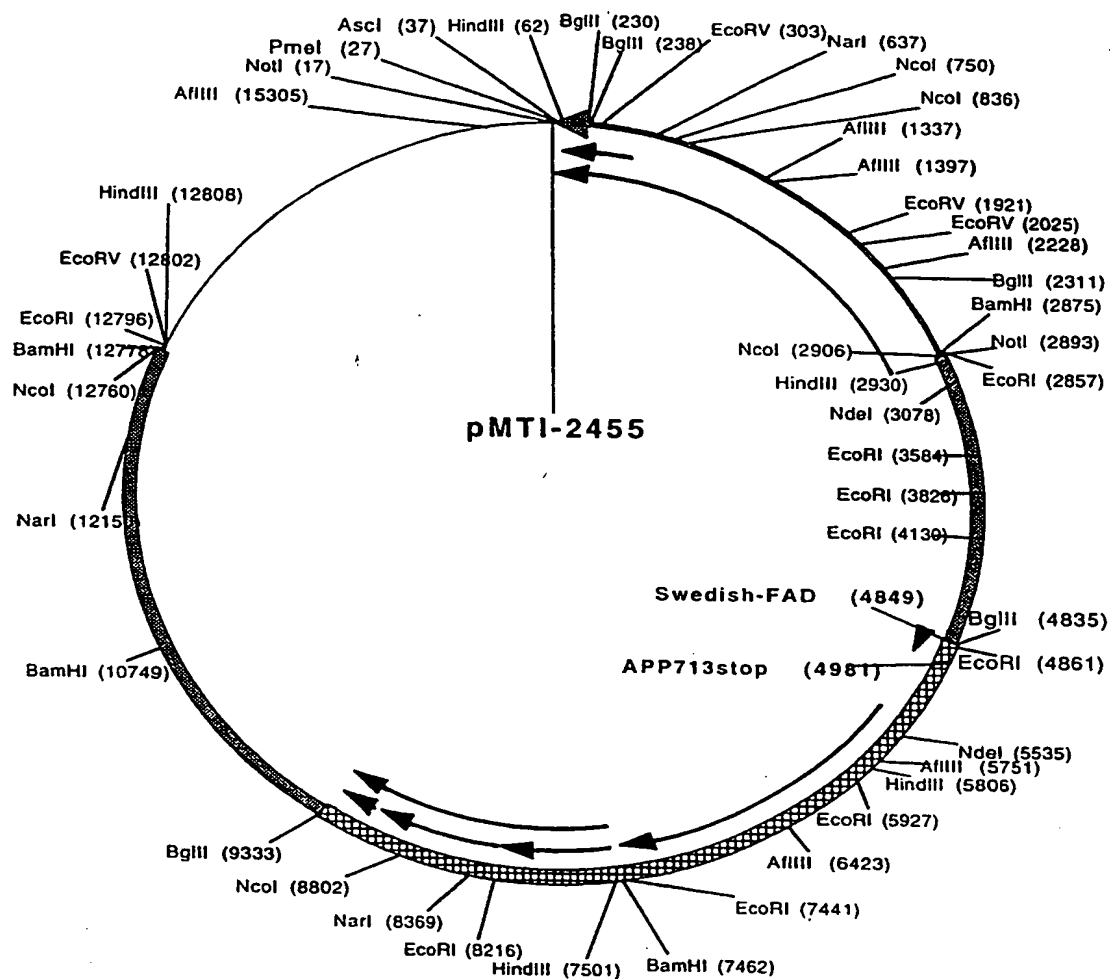 AscI (37)
HindIII (62)
BglII (230)
BglII (238)
EcoRV (303)
PmeI (27)
NarI (637)
NotI (17)
NcoI (750)
AflIII (15305)
NcoI (836)
AflIII (1337)
AflIII (1397)
HindIII (12808)
EcoRV (1921)
EcoRV (2025)
AflIII (2228)
EcoRV (12802)
BglII (2311)
BamHI (2875)
EcoRI (12796)
NotI (2893)
BamHI (12778)
NcoI (2906)
EcoRI (2857)
NcoI (12760)
HindIII (2930)
NdeI (3078)
pMTI-2455
EcoRI (3584)
EcoRI (3826)
NarI (1215
EcoRI (4130)
Swedish-FAD (4849)
BglII (4835)
APP713stop (4981)
EcoRI (4861)
BamHI (10749)
NdeI (5535)
AflIII (5751)
HindIII (5806)
EcoRI (5927)
BglII (9333)
AflIII (6423)
NcoI (8802)
NarI (8369)
EcoRI (7441)
EcoRI (8216)
HindIII (7501)
BamHI (7462)